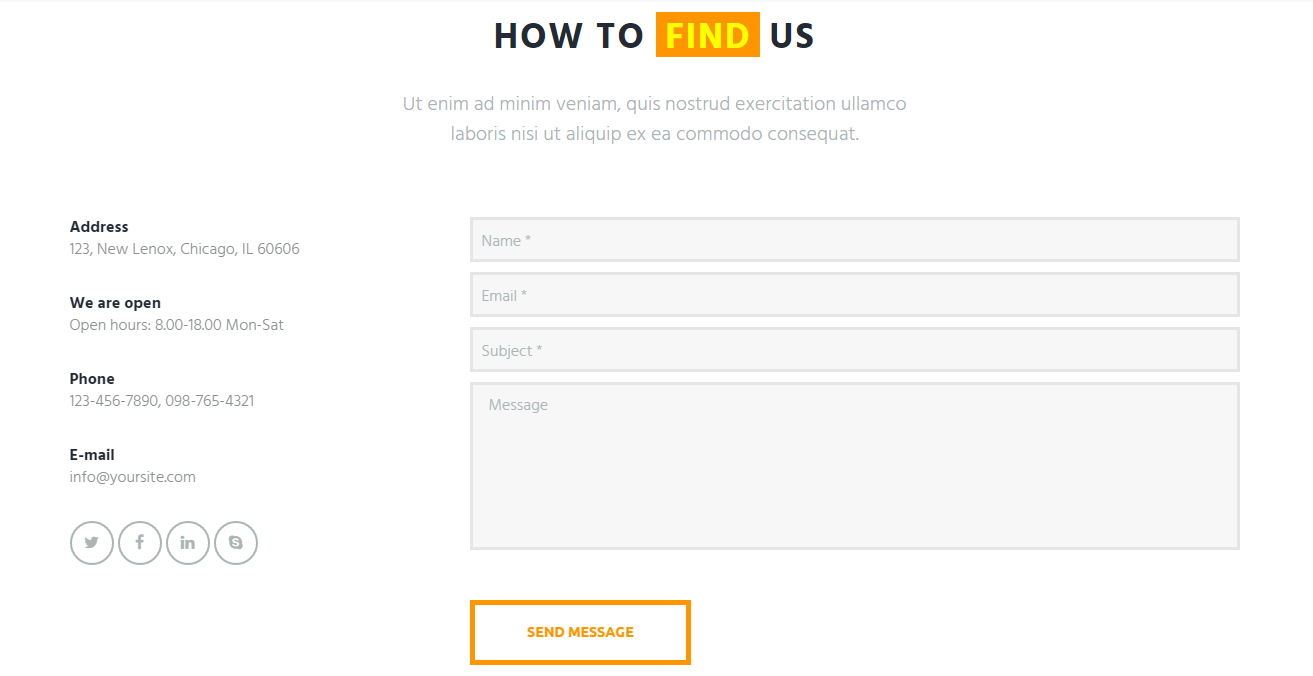 HOW TO FIND US
Ut enim ad minim veniam, quis nostrud exercitation ullamco
laboris nisi ut aliquip ex ea commodo consequat.
Address
123, New Lenox, Chicago, IL 60606
We are open
Open hours: 8.00-18.00 Mon-Sat
Phone
123-456-7890, 098-765-4321
E-mail
info@yoursite.com
Name *
Email *
Subject *
Message
SEND MESSAGE